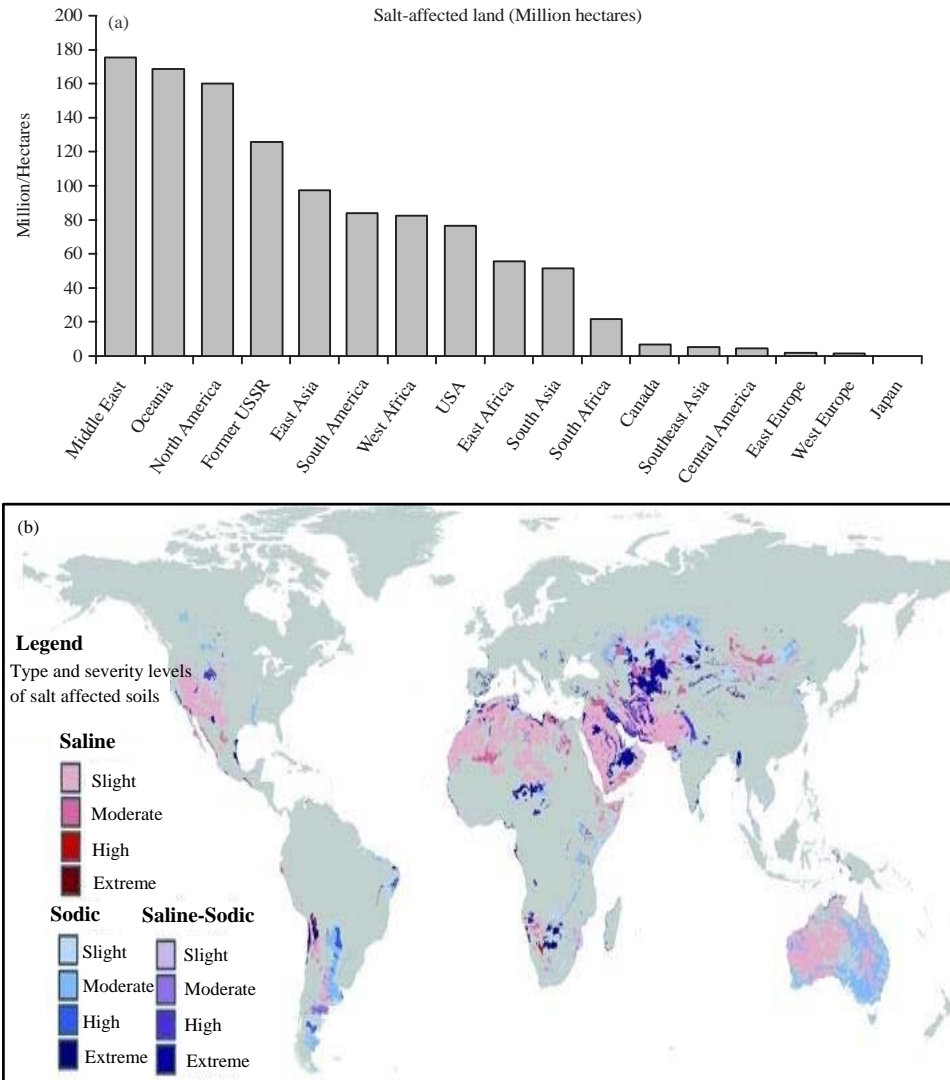 (a)
Salt-affected land (Million hectares)
Million/Hectares
200
180
160
140
120
100
80
60
40
20
0
Middle East
Oceania
North America
Former USSR
East Asia
South America
West Africa
USA
East Africa
South Asia
South Africa
Canada
Southeast Asia
Central America
East Europe
West Europe
Japan
(b)
Legend
Type and severity levels
of salt affected soils
Saline
Slight
Moderate
High
Extreme
Sodic Saline-Sodic
Slight Slight
Moderate Moderate
High High
Extreme Extreme